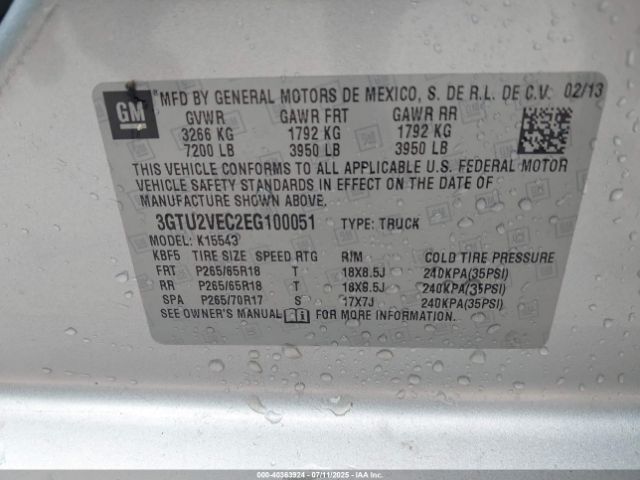 GM
MFD BY GENERAL MOTORS DE MEXICO, S. DE R.L. DE C.V. 02/13
GVWR GAWR FRT GAWR RR
3266 KG 1792 KG 1792 KG
7200 LB 3950 LB 3950 LB
THIS VEHICLE CONFORMS TO ALL APPLICABLE U.S. FEDERAL MOTOR
VEHICLE SAFETY STANDARDS IN EFFECT ON THE DATE OF
MANUFACTURE SHOWN ABOVE.
3GTU2VEC2EG100051 TYPE: TRUCK
MODEL: K15543
KBF5 TIRE SIZE SPEED RTG RIM COLD TIRE PRESSURE
FRT P265/65R18 T 18X8.5J 240KPA(35PSI)
RR P265/65R18 T 18X8.5J 240KPA(35PSI)
SPA P265/70R17 S 17X7J 240KPA(35PSI)
SEE OWNER'S MANUAL FOR MORE INFORMATION.
000-40363924 - 07/11/2025 - IAAI.COM